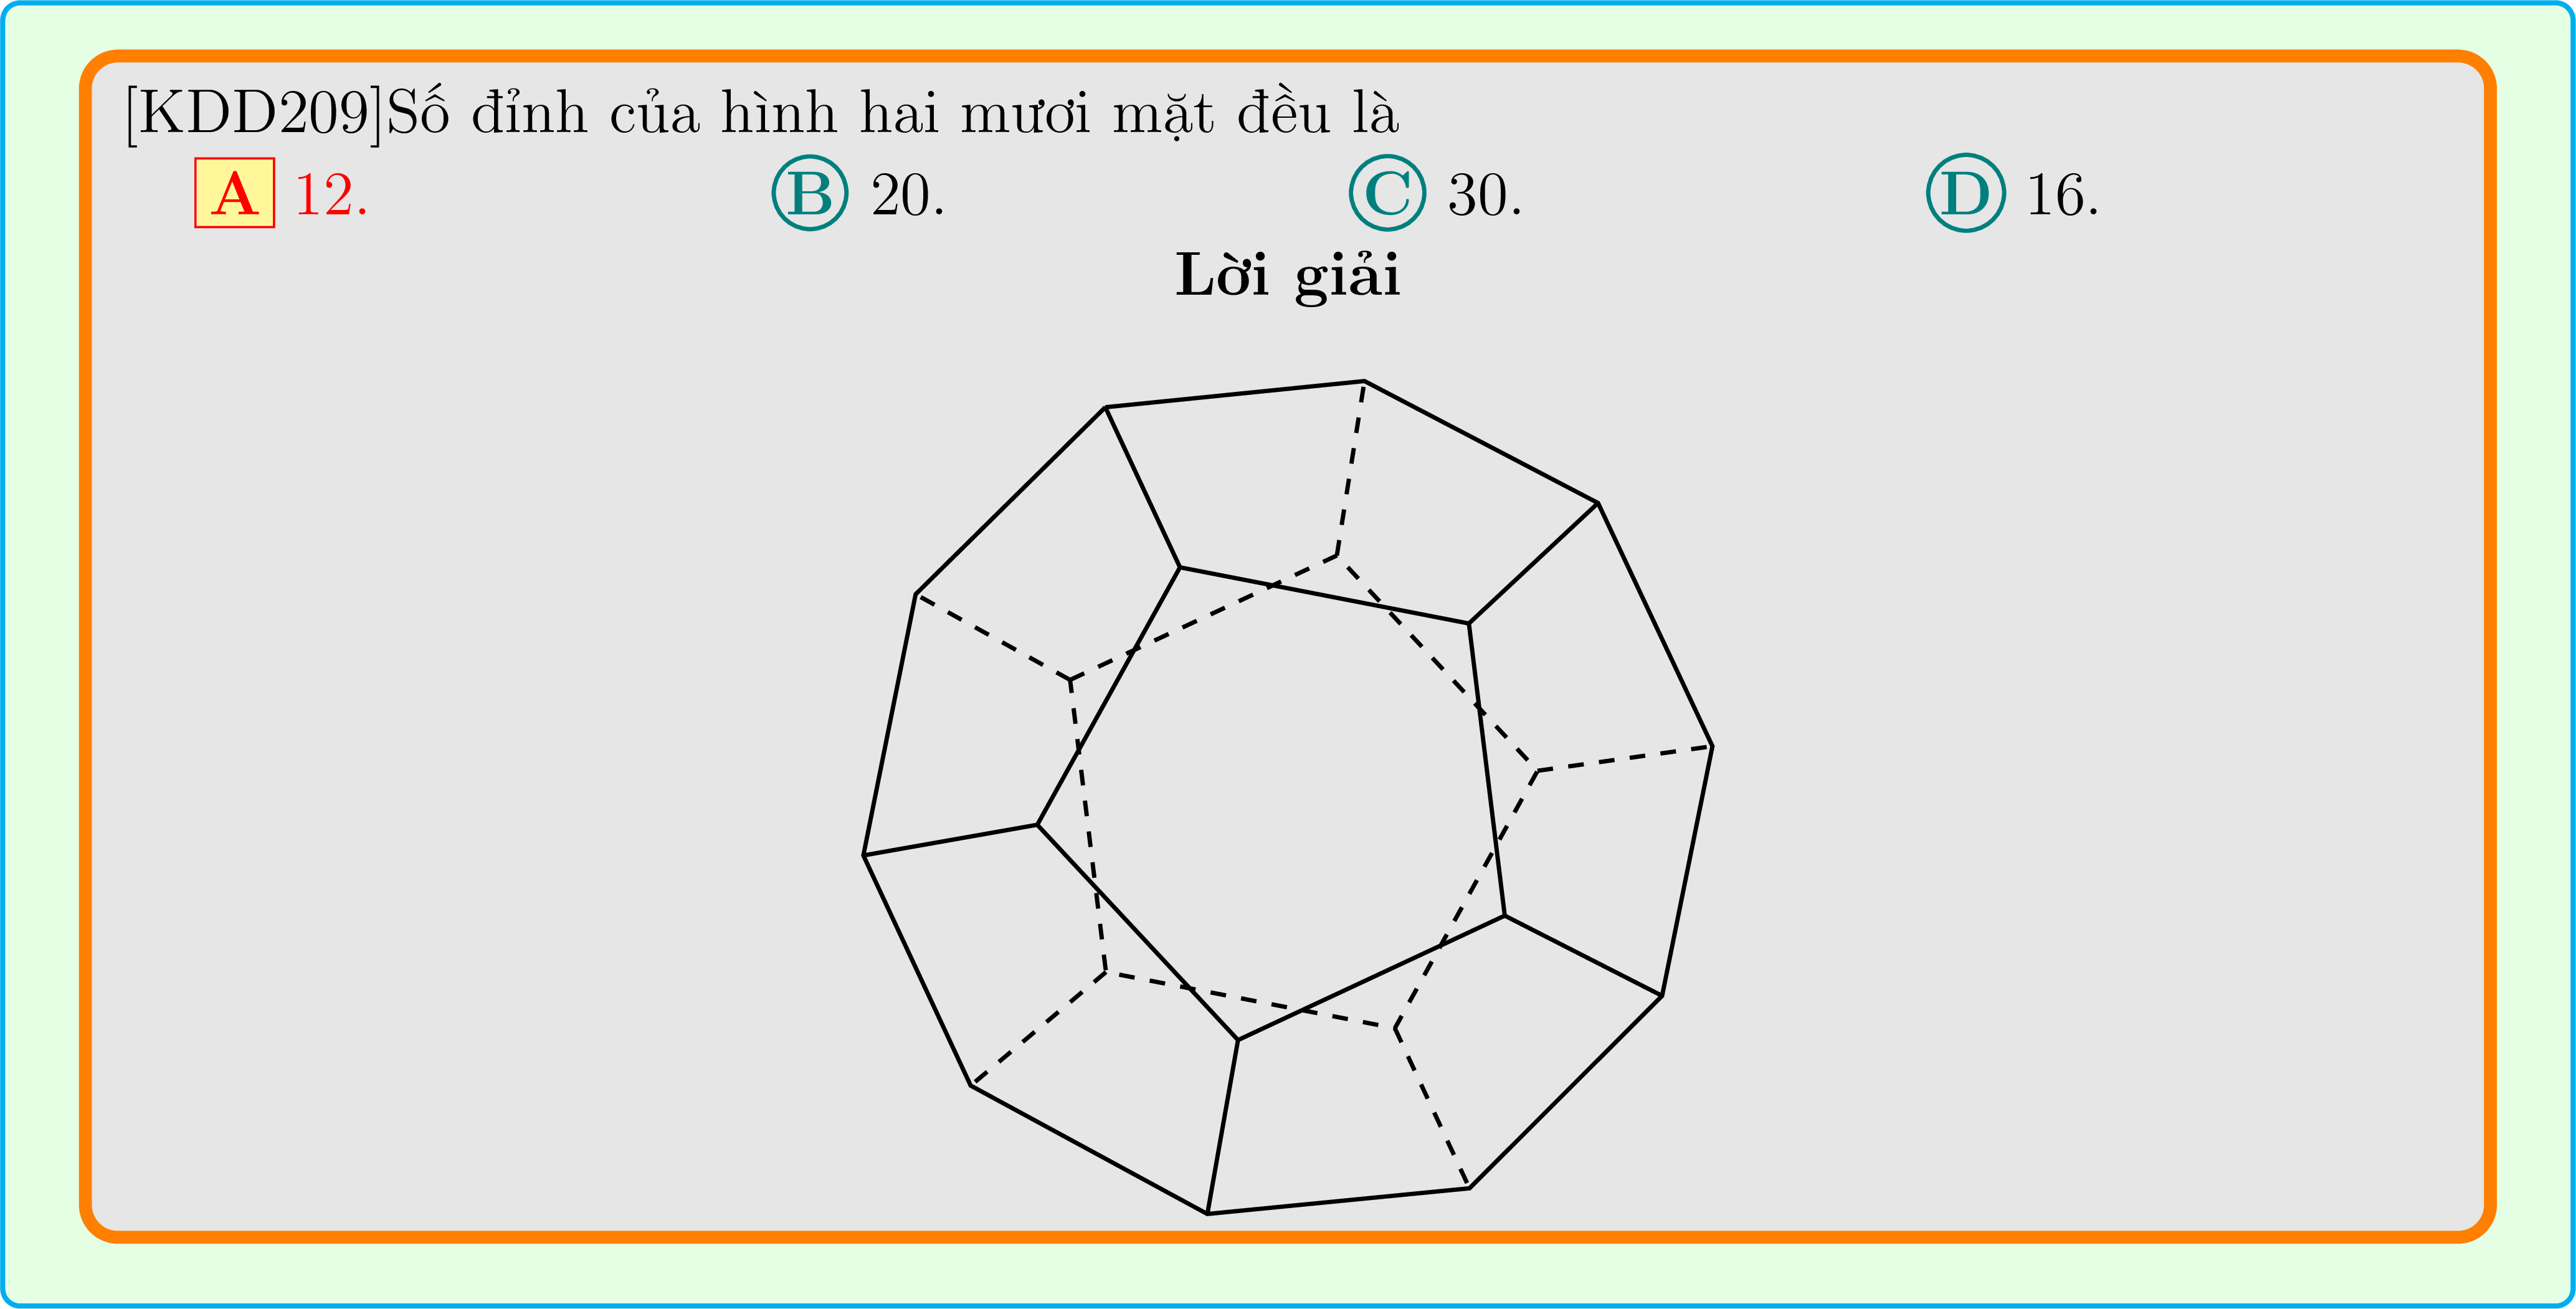 [KDD209]Số đỉnh của hình hai mươi mặt đều là
A 12. B 20. C 30. D 16.
Lời giải